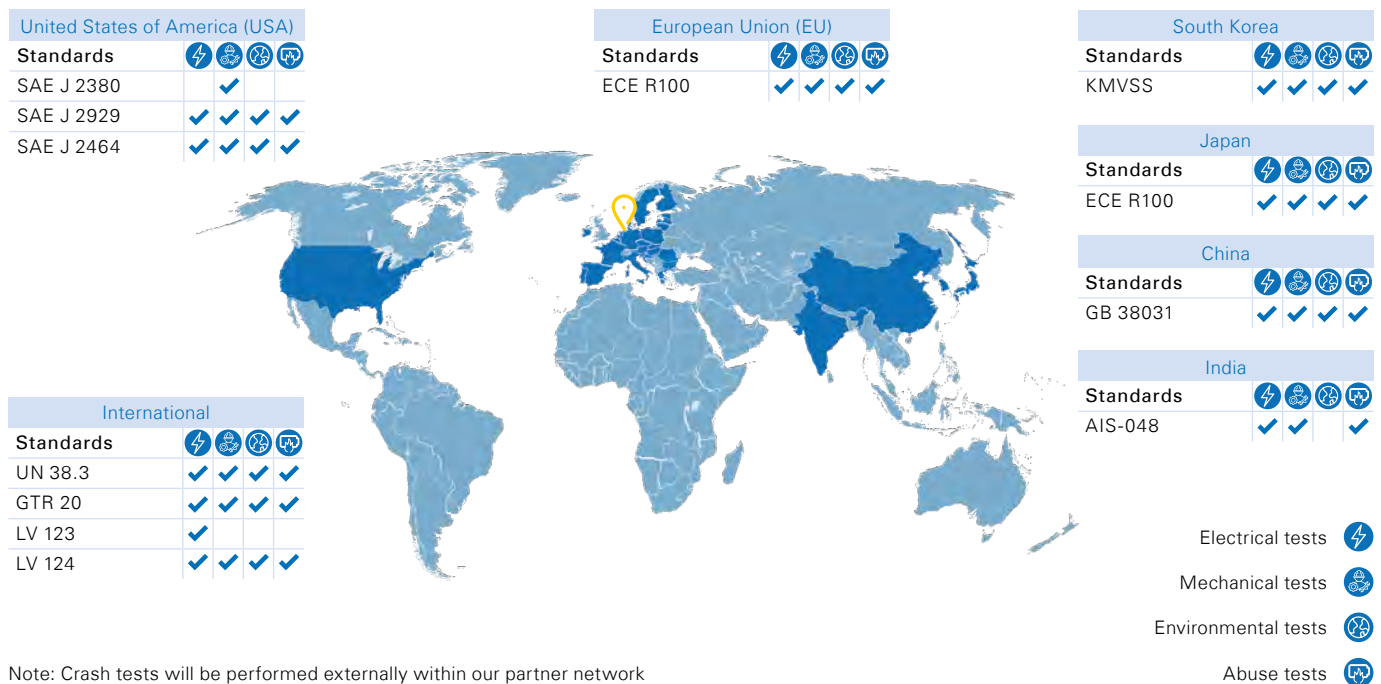 United States of America (USA)
Standards
SAE J 2380
SAE J 2929
SAE J 2464
European Union (EU)
Standards
ECE R100
South Korea
Standards
KMVSS
Japan
Standards
ECE R100
China
Standards
GB 38031
India
Standards
AIS-048
International
Standards
UN 38.3
GTR 20
LV 123
LV 124
Electrical tests
Mechanical tests
Environmental tests
Abuse tests
Note: Crash tests will be performed externally within our partner network